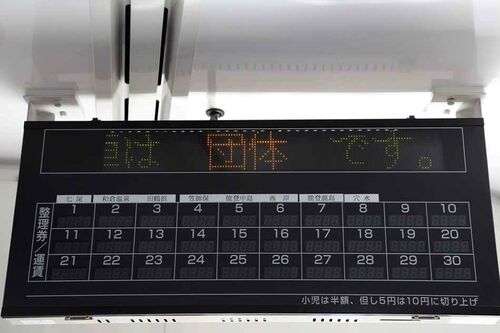 は 団体 です。
七尾 和倉温泉 田鶴浜 笠師保 能登中島 西岸 能登鹿島 穴水
整理券／運賃
1 2 3 4 5 6 7 8 9 10
11 12 13 14 15 16 17 18 19 20
21 22 23 24 25 26 27 28 29 30
小児は半額、但し5円は10円に切り上げ